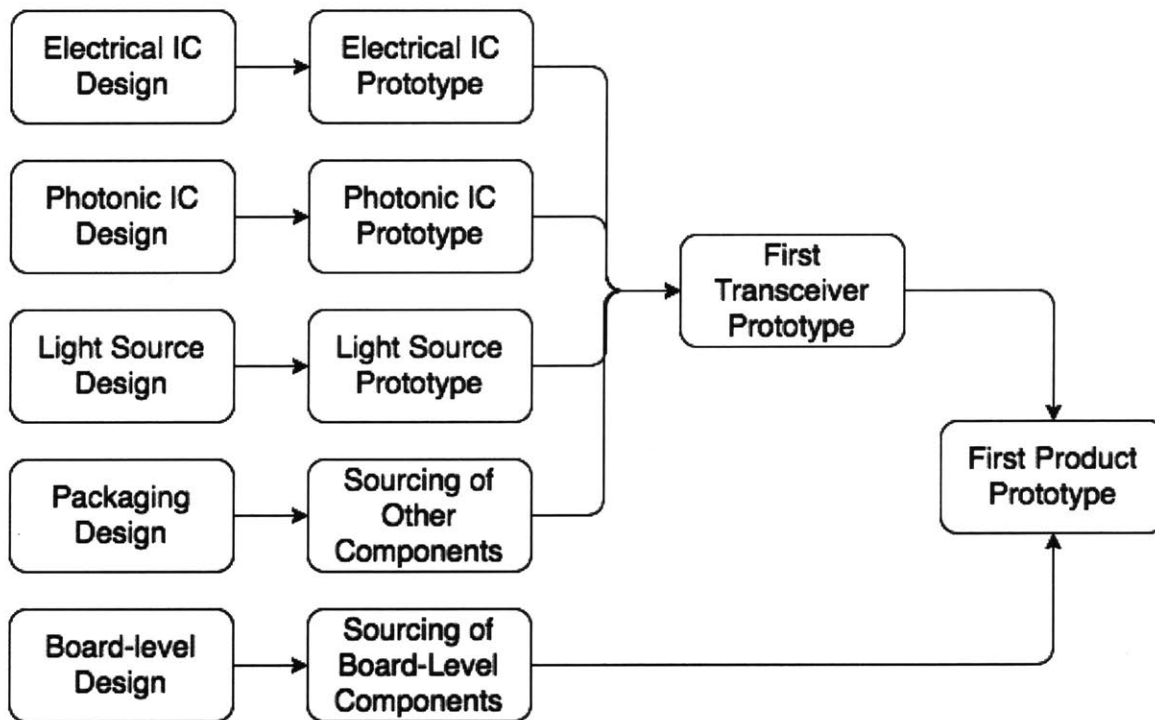 Electrical IC
Design
Electrical IC
Prototype
Photonic IC
Design
Photonic IC
Prototype
First
Transceiver
Prototype
Light Source
Design
Light Source
Prototype
First Product
Prototype
Packaging
Design
Sourcing of
Other
Components
Board-level
Design
Sourcing of
Board-Level
Components